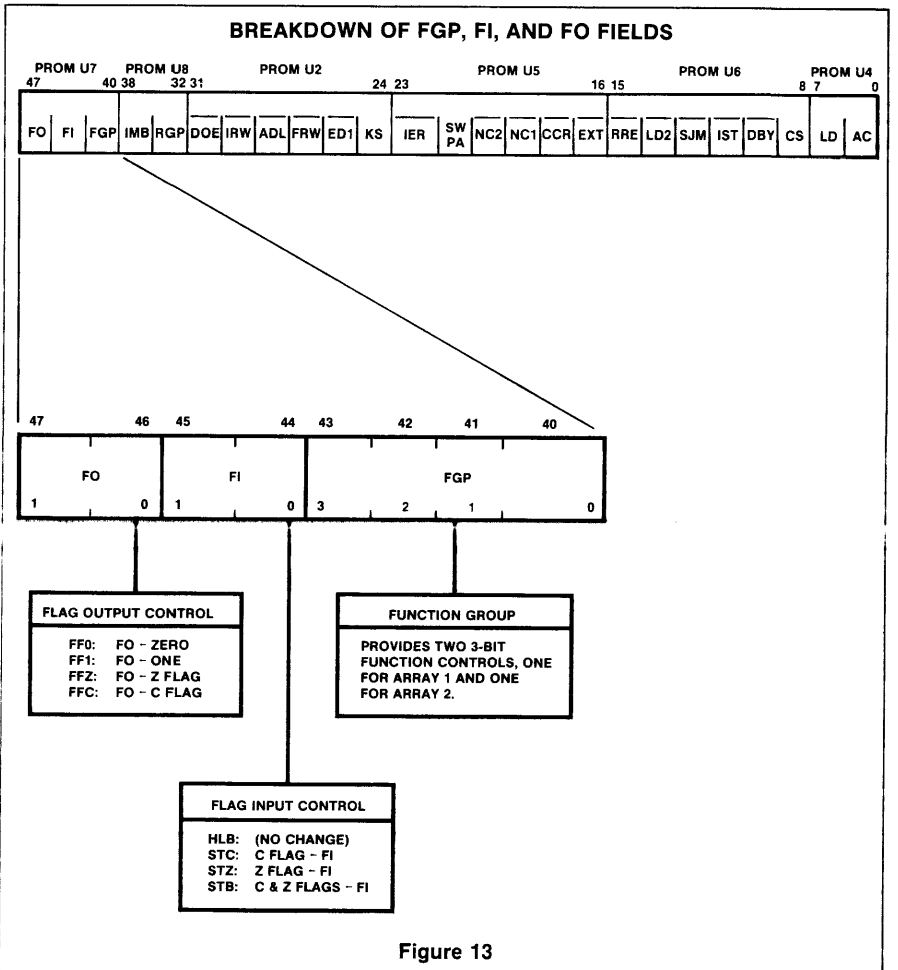 BREAKDOWN OF FGP, FI, AND FO FIELDS
PROM U7 PROM U8 PROM U2 PROM U5 PROM U6 PROM U4
47 40 38 32 31 24 23 16 15 8 7 0
FO FI FGP IMB RGP DOE IRW ADL FRW ED1 KS IER SW PA NC2 NC1 CCR EXT RRE LD2 SJM IST DBY CS LD AC
47 46 45 44 43 42 41 40
FO FI FGP
1 0 1 0 3 2 1 0
FLAG OUTPUT CONTROL
FF0: FO - ZERO
FF1: FO - ONE
FFZ: FO - Z FLAG
FFC: FO - C FLAG
FUNCTION GROUP
PROVIDES TWO 3-BIT
FUNCTION CONTROLS, ONE
FOR ARRAY 1 AND ONE
FOR ARRAY 2.
FLAG INPUT CONTROL
HLB: (NO CHANGE)
STC: C FLAG - FI
STZ: Z FLAG - FI
STB: C & Z FLAGS - FI
Figure 13